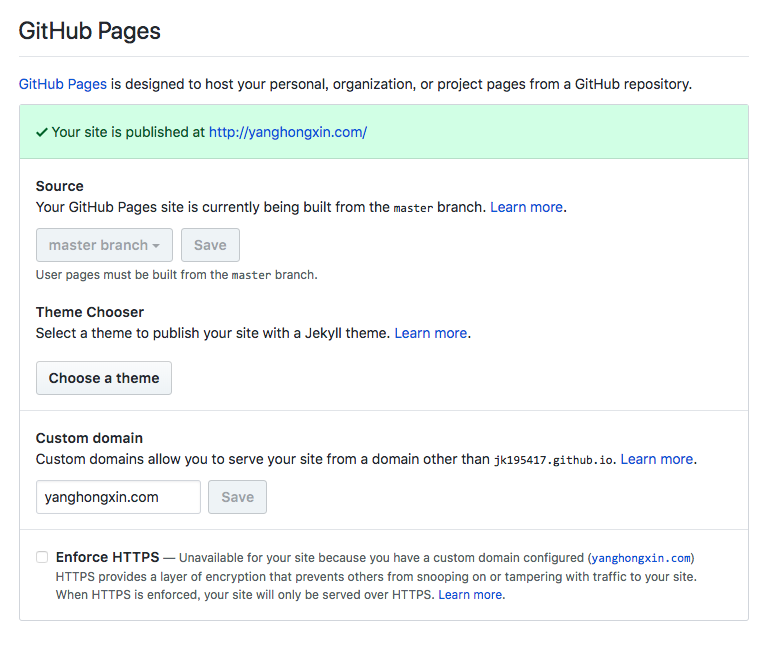 GitHub Pages
GitHub Pages is designed to host your personal, organization, or project pages from a GitHub repository.
Your site is published at http://yanghongxin.com/
Source
Your GitHub Pages site is currently being built from the master branch. Learn more.
master branch Save
User pages must be built from the master branch.
Theme Chooser
Select a theme to publish your site with a Jekyll theme. Learn more.
Choose a theme
Custom domain
Custom domains allow you to serve your site from a domain other than jk195417.github.io. Learn more.
yanghongxin.com Save
Enforce HTTPS — Unavailable for your site because you have a custom domain configured (yanghongxin.com)
HTTPS provides a layer of encryption that prevents others from snooping on or tampering with traffic to your site.
When HTTPS is enforced, your site will only be served over HTTPS. Learn more.